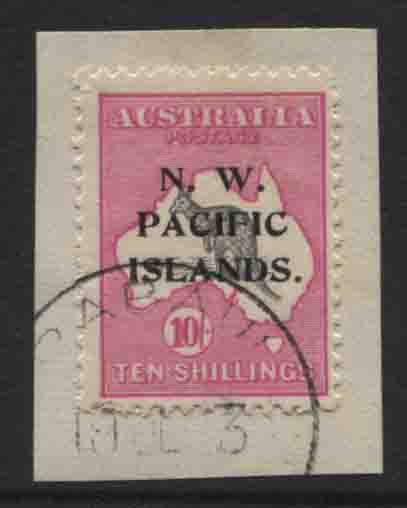 AUSTRALIA
POSTAGE
N. W.
PACIFIC
ISLANDS.
10/-
TEN SHILLINGS